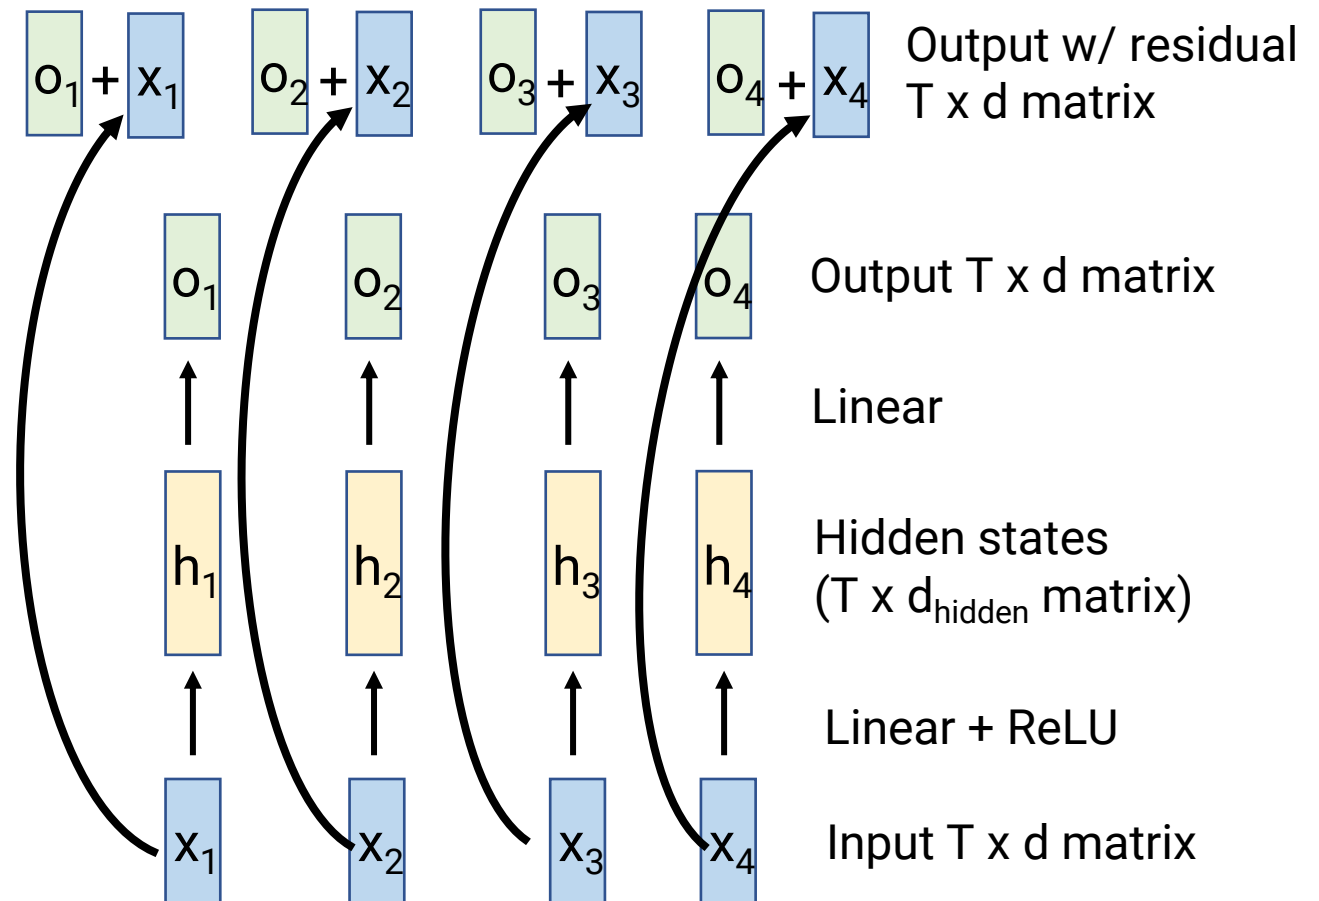 o₁ + x₁ o₂ + x₂ o₃ + x₃ o₄ + x₄
Output w/ residual
T x d matrix
o₁ o₂ o₃ o₄ Output T x d matrix
Linear
h₁ h₂ h₃ h₄
Hidden states
(T x d_hidden matrix)
Linear + ReLU
x₁ x₂ x₃ x₄ Input T x d matrix